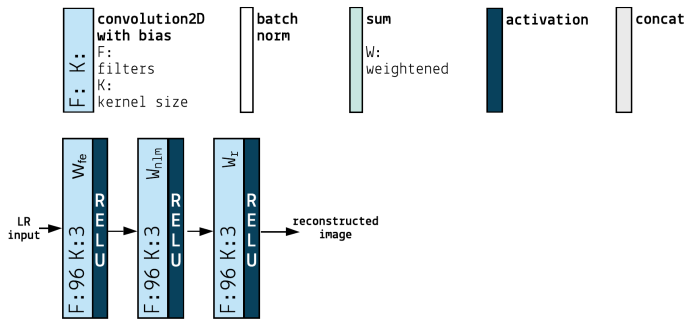 F: K:
convolution2D
with bias
F:
filters
K:
kernel size
batch
norm
sum
W:
weightened
activation
concat
LR
input
F:96 K:3 Wfe
RELU
F:96 K:3 Wnlm
RELU
F:96 K:3 Wr
RELU
reconstructed
image